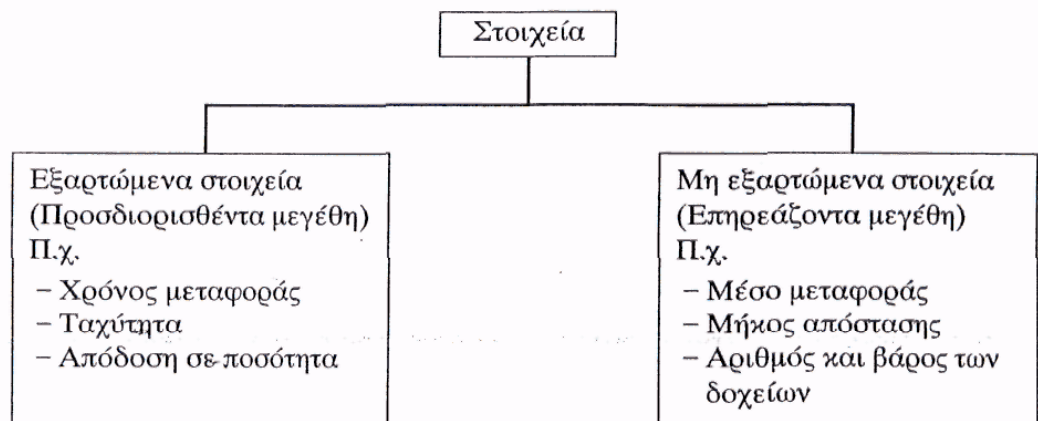 Στοιχεία
Εξαρτώμενα στοιχεία
(Προσδιορισθέντα μεγέθη)
Π.χ.
– Χρόνος μεταφοράς
– Ταχύτητα
– Απόδοση σε ποσότητα
Μη εξαρτώμενα στοιχεία
(Επηρεάζοντα μεγέθη)
Π.χ.
– Μέσο μεταφοράς
– Μήκος απόστασης
– Αριθμός και βάρος των
δοχείων